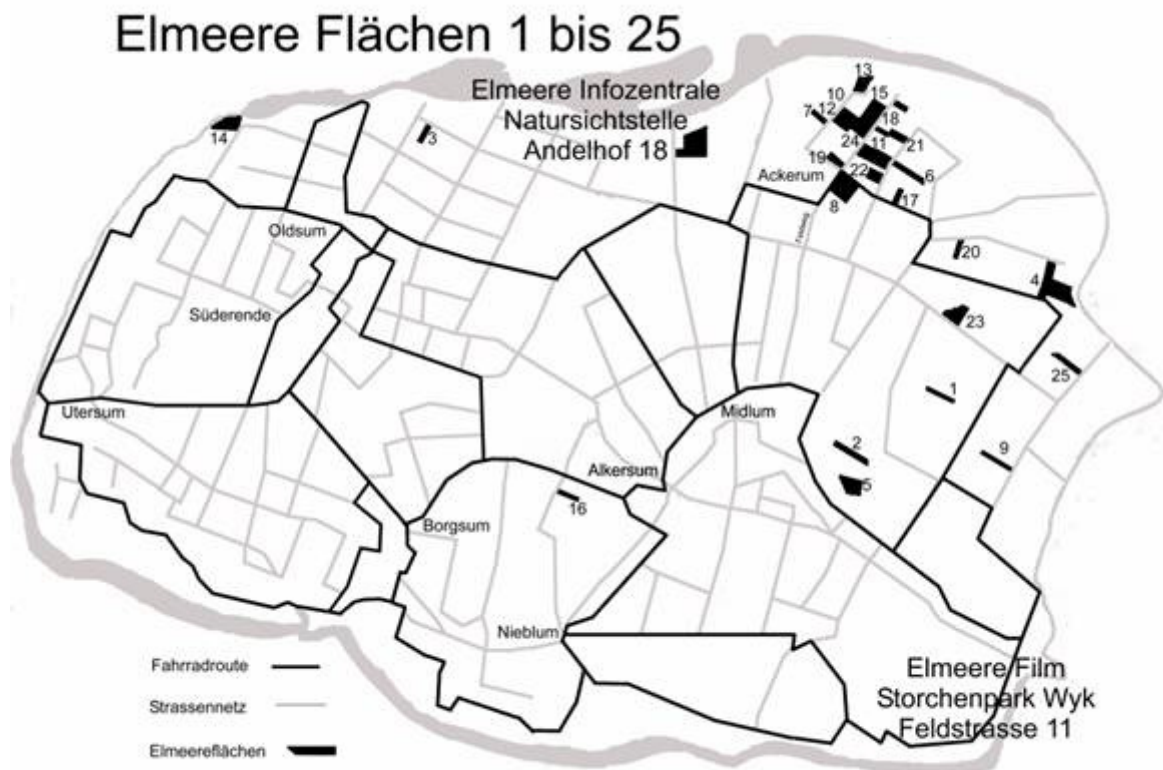 Elmeere Flächen 1 bis 25
Elmeere Infozentrale
Natursichtstelle
Andelhof 18
13
10
15
7
12
18
14
3
24
11
21
19
22
6
Ackerum
8
17
Oldsum
20
4
Süderende
23
25
1
Utersum
Midlum
2
9
Alkersum
5
16
Borgsum
Nieblum
Fahrradroute
Strassennetz
Elmeereflächen
Elmeere Film
Storchenpark Wyk
Feldstrasse 11